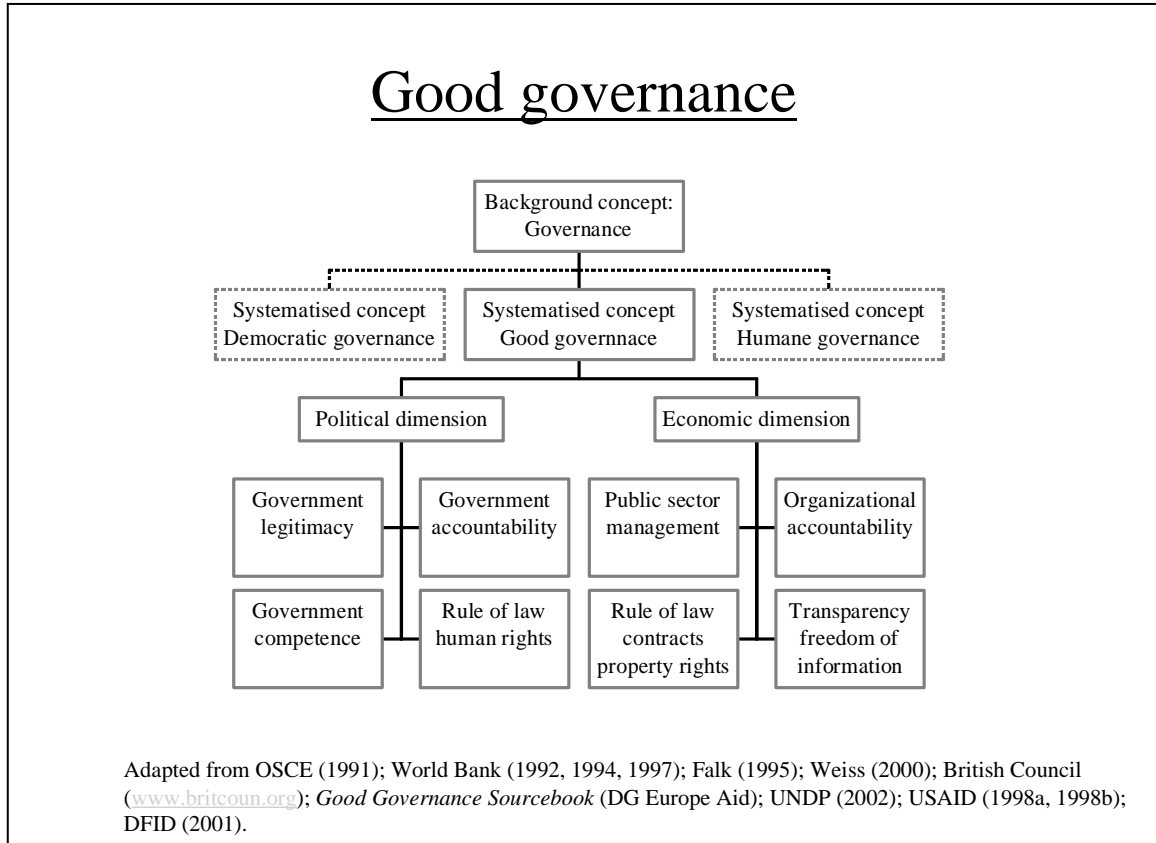 Good governance
Background concept:
Governance
Systematised concept
Democratic governance
Systematised concept
Good governnace
Systematised concept
Humane governance
Political dimension
Economic dimension
Government
legitimacy
Government
accountability
Public sector
management
Organizational
accountability
Government
competence
Rule of law
human rights
Rule of law
contracts
property rights
Transparency
freedom of
information
Adapted from OSCE (1991); World Bank (1992, 1994, 1997); Falk (1995); Weiss (2000); British Council
(www.britcoun.org); Good Governance Sourcebook (DG Europe Aid); UNDP (2002); USAID (1998a, 1998b);
DFID (2001).